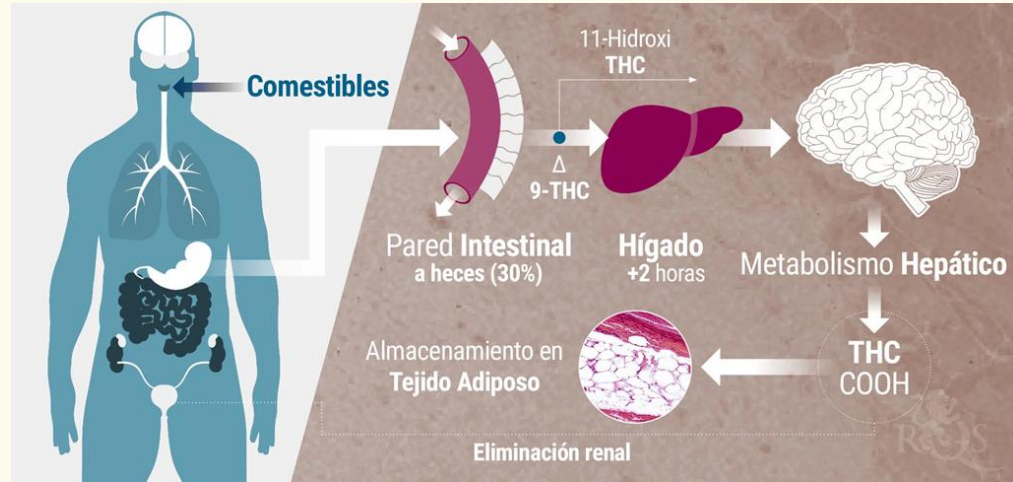 Comestibles
11-Hidroxi
THC
Δ
9-THC
Pared Intestinal
a heces (30%)
Hígado
+2 horas
Metabolismo Hepático
Almacenamiento en
Tejido Adiposo
THC
COOH
Eliminación renal
RQS